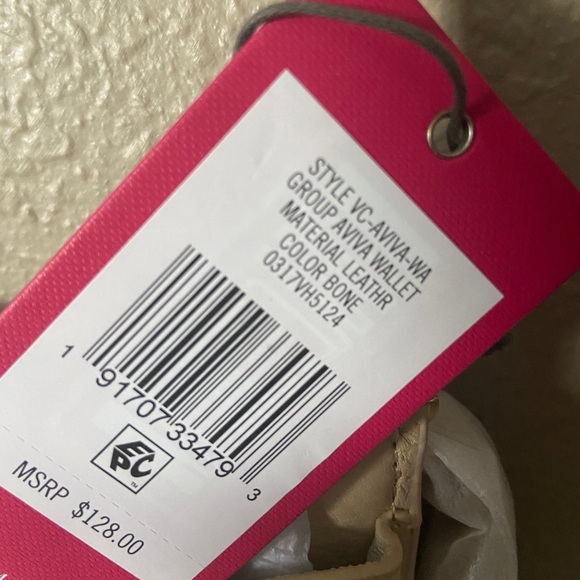 STYLE VC-AVIVA-WA
GROUP AVIVA WALLET
MATERIAL LEATHR
COLOR BONE
0317VH5124
1 91707 33479 3
EPC™
MSRP $128.00